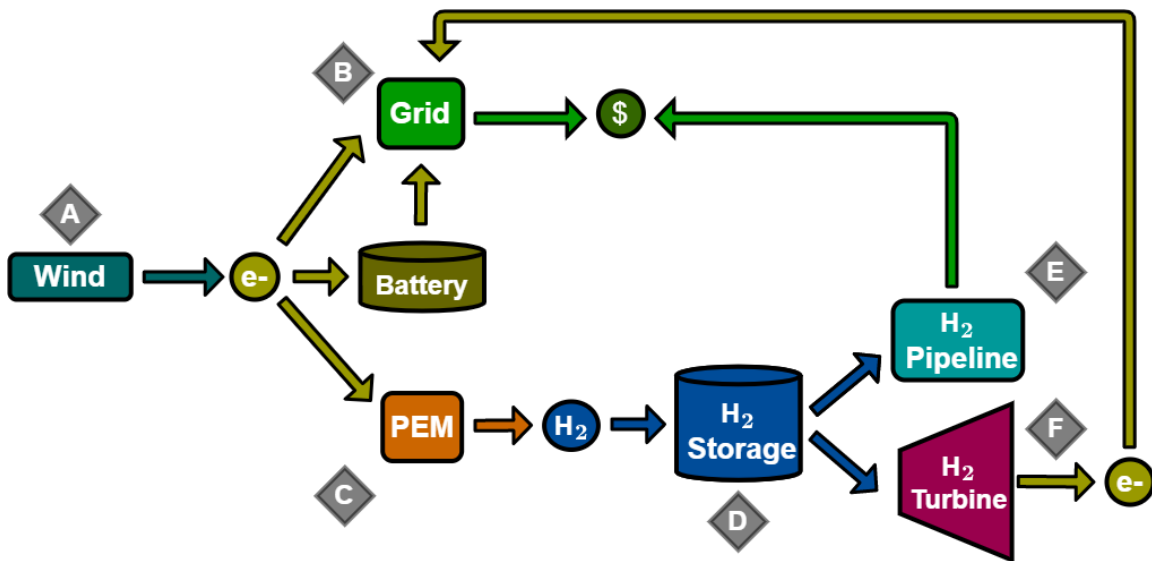 B
Grid
$
A
Wind
e-
Battery
E
H₂
Pipeline
PEM
H₂
H₂
Storage
F
H₂
Turbine
e-
C
D